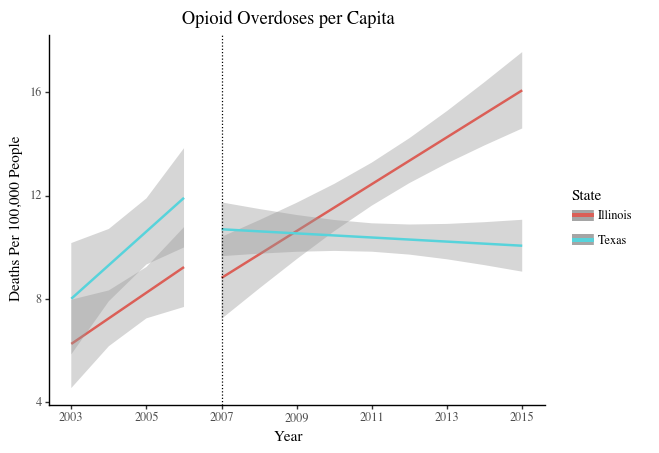 Opioid Overdoses per Capita
Deaths Per 100,000 People
16
12
8
4
2003
2005
2007
2009
2011
2013
2015
Year
State
Illinois
Texas